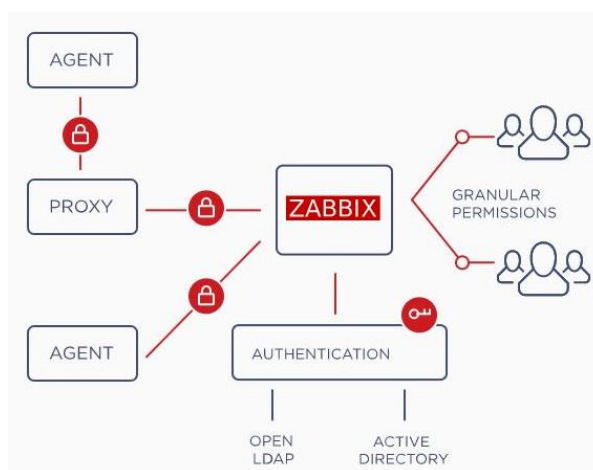 AGENT
PROXY
ZABBIX
GRANULAR
PERMISSIONS
AGENT
AUTHENTICATION
OPEN
LDAP
ACTIVE
DIRECTORY